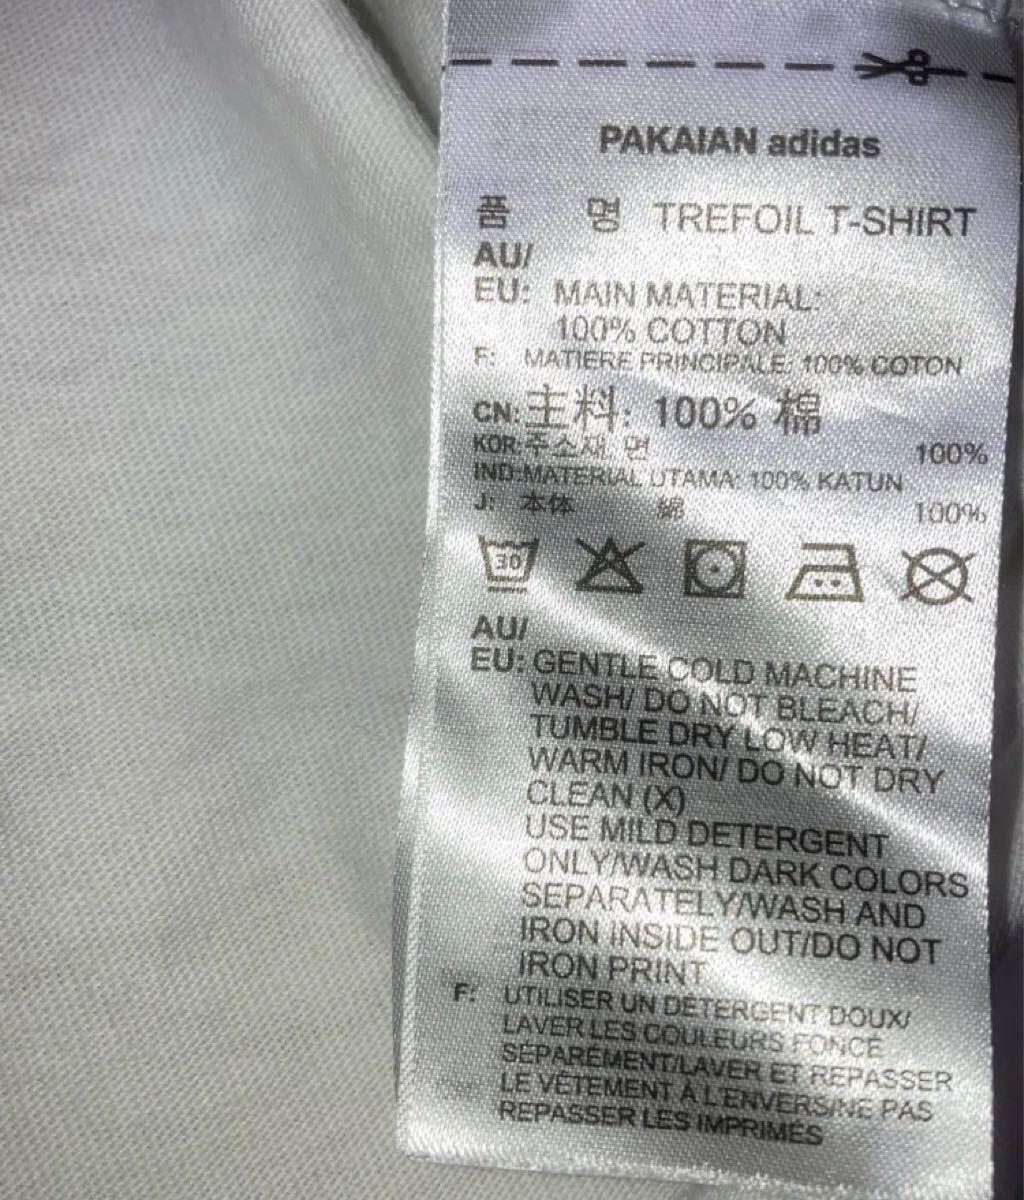 PAKAIAN adidas
품 명 TREFOIL T-SHIRT
AU/
EU: MAIN MATERIAL:
100% COTTON
F: MATIERE PRINCIPALE: 100% COTON
CN: 主料: 100% 棉
KOR: 주소재 면 100%
IND: MATERIAL UTAMA: 100% KATUN
J: 本体 綿 100%
30
AU/
EU: GENTLE COLD MACHINE
WASH/ DO NOT BLEACH/
TUMBLE DRY LOW HEAT/
WARM IRON/ DO NOT DRY
CLEAN (X)
USE MILD DETERGENT
ONLY/WASH DARK COLORS
SEPARATELY/WASH AND
IRON INSIDE OUT/DO NOT
IRON PRINT
F: UTILISER UN DÉTERGENT DOUX/
LAVER LES COULEURS FONCÉ
SÉPARÉMENT/LAVER ET REPASSER
LE VÊTEMENT À L'ENVERS/NE PAS
REPASSER LES IMPRIMÉS